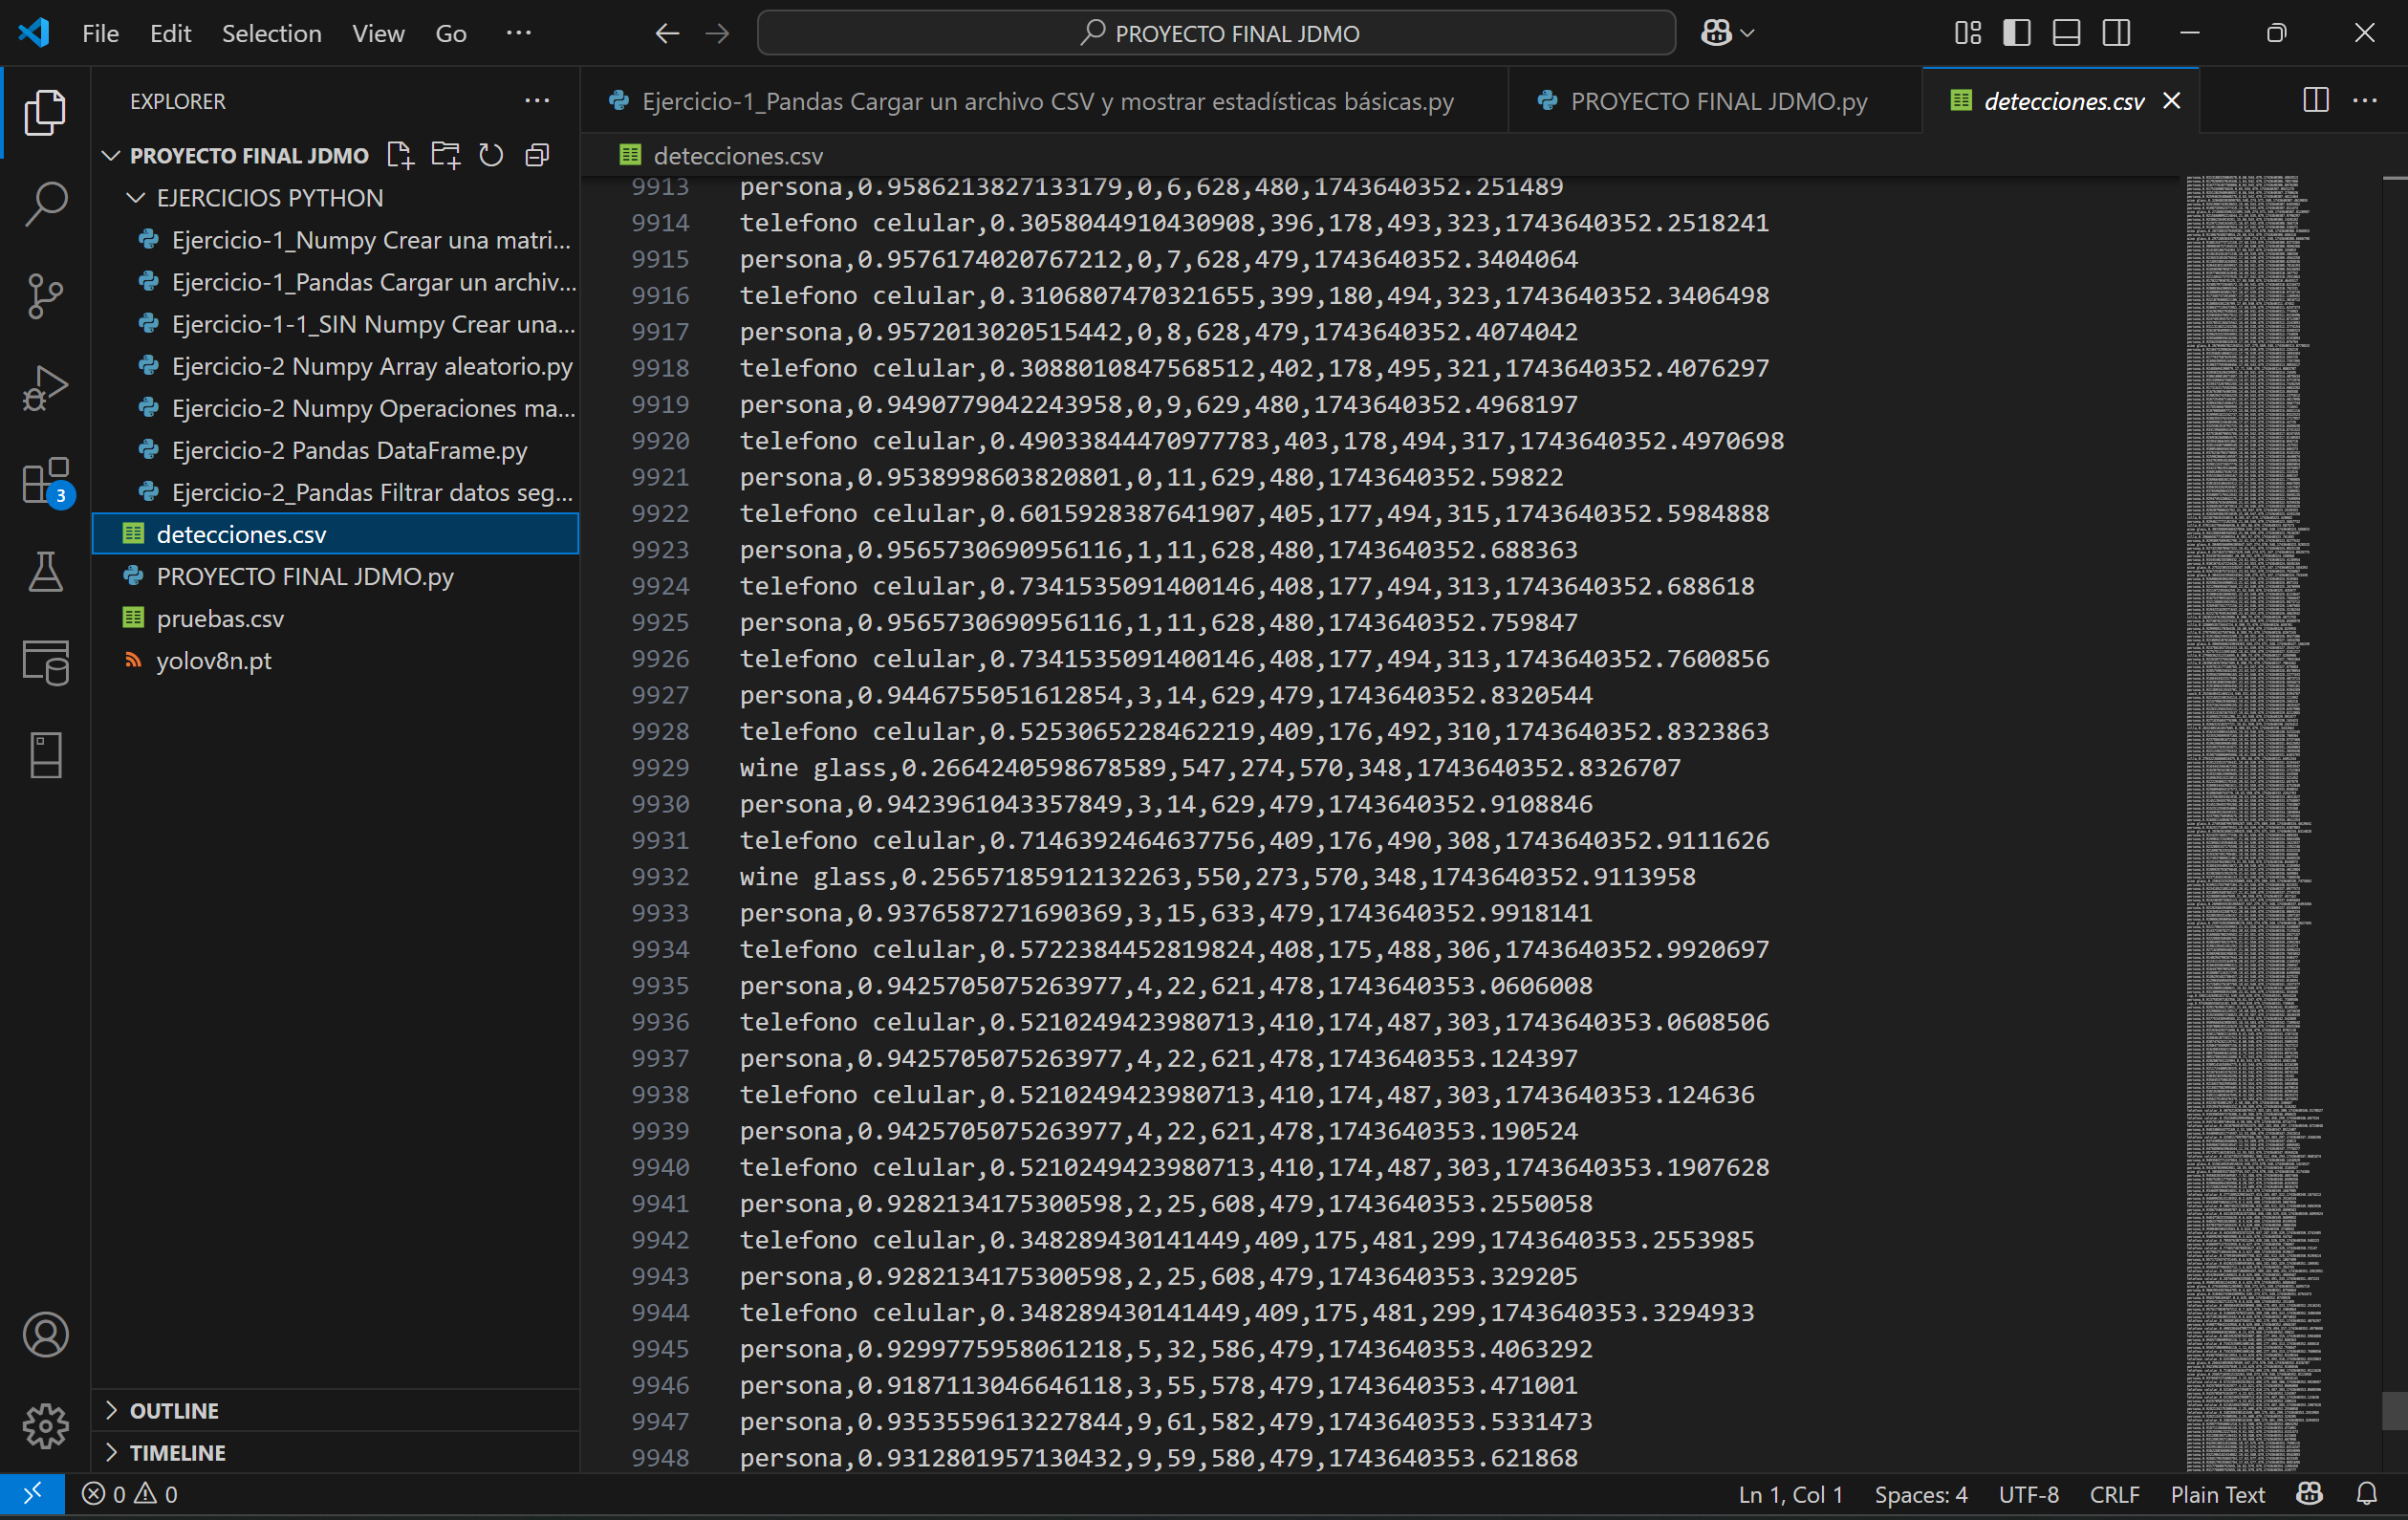 File Edit Selection View Go ··· PROYECTO FINAL JDMO
EXPLORER ···
PROYECTO FINAL JDMO
EJERCICIOS PYTHON
Ejercicio-1_Numpy Crear una matri...
Ejercicio-1_Pandas Cargar un archiv...
Ejercicio-1-1_SIN Numpy Crear una...
Ejercicio-2 Numpy Array aleatorio.py
Ejercicio-2 Numpy Operaciones ma...
Ejercicio-2 Pandas DataFrame.py
Ejercicio-2_Pandas Filtrar datos seg...
detecciones.csv
PROYECTO FINAL JDMO.py
pruebas.csv
yolov8n.pt
3
OUTLINE
TIMELINE
Ejercicio-1_Pandas Cargar un archivo CSV y mostrar estadísticas básicas.py PROYECTO FINAL JDMO.py detecciones.csv
detecciones.csv
9913 persona,0.9586213827133179,0,6,628,480,1743640352.251489
9914 telefono celular,0.3058044910430908,396,178,493,323,1743640352.2518241
9915 persona,0.9576174020767212,0,7,628,479,1743640352.3404064
9916 telefono celular,0.3106807470321655,399,180,494,323,1743640352.3406498
9917 persona,0.9572013020515442,0,8,628,479,1743640352.4074042
9918 telefono celular,0.3088010847568512,402,178,495,321,1743640352.4076297
9919 persona,0.9490779042243958,0,9,629,480,1743640352.4968197
9920 telefono celular,0.49033844470977783,403,178,494,317,1743640352.4970698
9921 persona,0.9538998603820801,0,11,629,480,1743640352.59822
9922 telefono celular,0.6015928387641907,405,177,494,315,1743640352.5984888
9923 persona,0.9565730690956116,1,11,628,480,1743640352.688363
9924 telefono celular,0.7341535091400146,408,177,494,313,1743640352.688618
9925 persona,0.9565730690956116,1,11,628,480,1743640352.759847
9926 telefono celular,0.7341535091400146,408,177,494,313,1743640352.7600856
9927 persona,0.9446755051612854,3,14,629,479,1743640352.8320544
9928 telefono celular,0.5253065228462219,409,176,492,310,1743640352.8323863
9929 wine glass,0.2664240598678589,547,274,570,348,1743640352.8326707
9930 persona,0.9423961043357849,3,14,629,479,1743640352.9108846
9931 telefono celular,0.7146392464637756,409,176,490,308,1743640352.9111626
9932 wine glass,0.25657185912132263,550,273,570,348,1743640352.9113958
9933 persona,0.9376587271690369,3,15,633,479,1743640352.9918141
9934 telefono celular,0.5722384452819824,408,175,488,306,1743640352.9920697
9935 persona,0.9425705075263977,4,22,621,478,1743640353.0606008
9936 telefono celular,0.5210249423980713,410,174,487,303,1743640353.0608506
9937 persona,0.9425705075263977,4,22,621,478,1743640353.124397
9938 telefono celular,0.5210249423980713,410,174,487,303,1743640353.124636
9939 persona,0.9425705075263977,4,22,621,478,1743640353.190524
9940 telefono celular,0.5210249423980713,410,174,487,303,1743640353.1907628
9941 persona,0.9282134175300598,2,25,608,479,1743640353.2550058
9942 telefono celular,0.348289430141449,409,175,481,299,1743640353.2553985
9943 persona,0.9282134175300598,2,25,608,479,1743640353.329205
9944 telefono celular,0.348289430141449,409,175,481,299,1743640353.3294933
9945 persona,0.9299775958061218,5,32,586,479,1743640353.4063292
9946 persona,0.9187113046646118,3,55,578,479,1743640353.471001
9947 persona,0.9353559613227844,9,61,582,479,1743640353.5331473
9948 persona,0.9312801957130432,9,59,580,479,1743640353.621868
0 0 Ln 1, Col 1 Spaces: 4 UTF-8 CRLF Plain Text